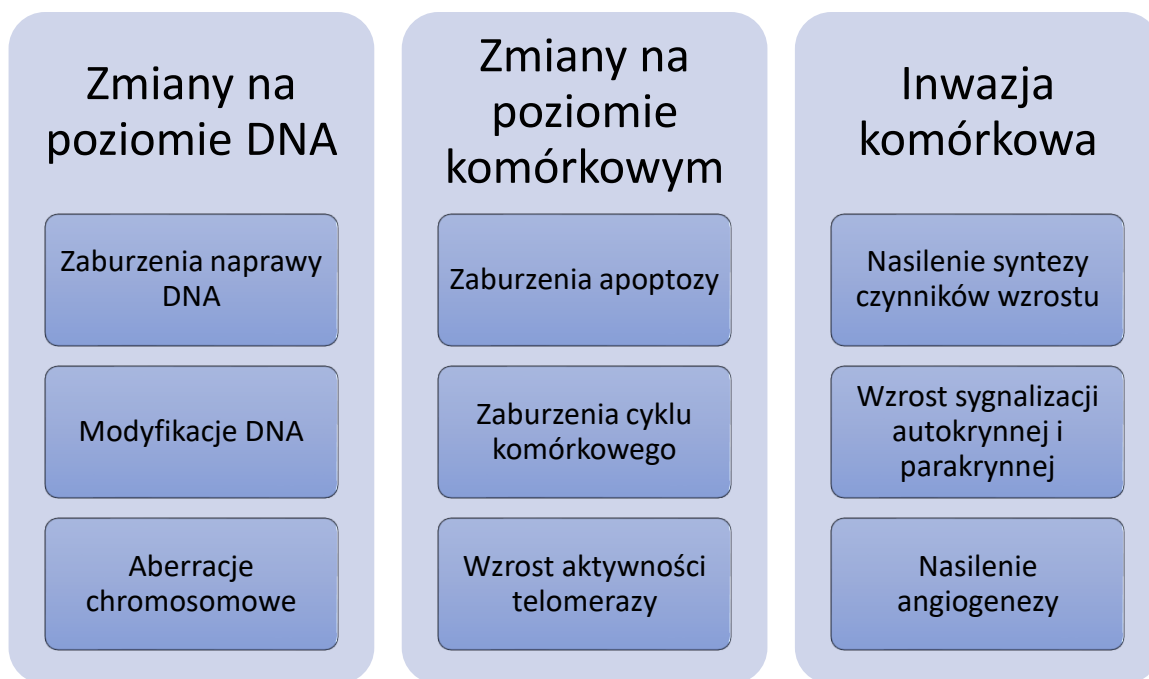 Zmiany na
poziomie DNA
Zaburzenia naprawy
DNA
Modyfikacje DNA
Aberracje
chromosomowe
Zmiany na
poziomie
komórkowym
Zaburzenia apoptozy
Zaburzenia cyklu
komórkowego
Wzrost aktywności
telomerazy
Inwazja
komórkowa
Nasilenie syntezy
czynników wzrostu
Wzrost sygnalizacji
autokrynnej i
parakrynnej
Nasilenie
angiogenezy